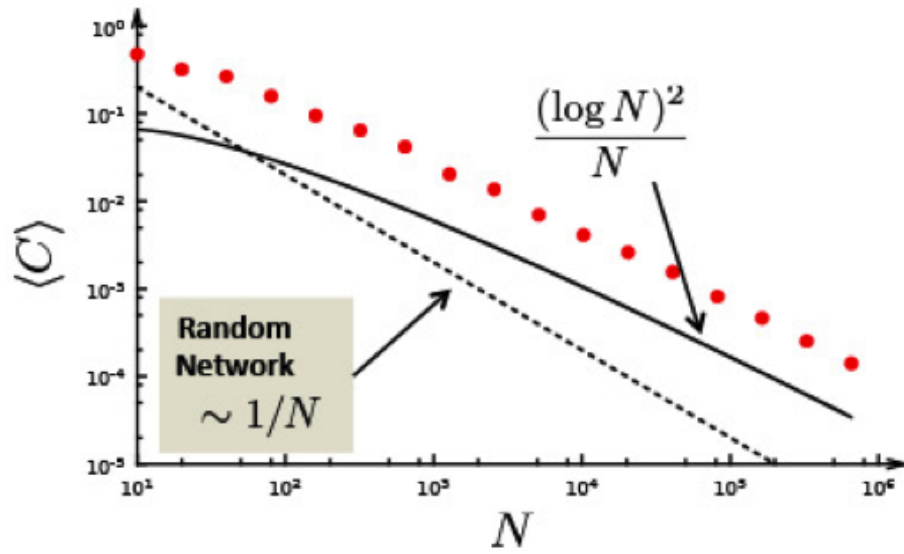 10⁰
10⁻¹
10⁻²
10⁻³
10⁻⁴
10⁻⁵
⟨C⟩
(log N)²
N
Random
Network
∼ 1/N
10¹ 10² 10³ 10⁴ 10⁵ 10⁶
N